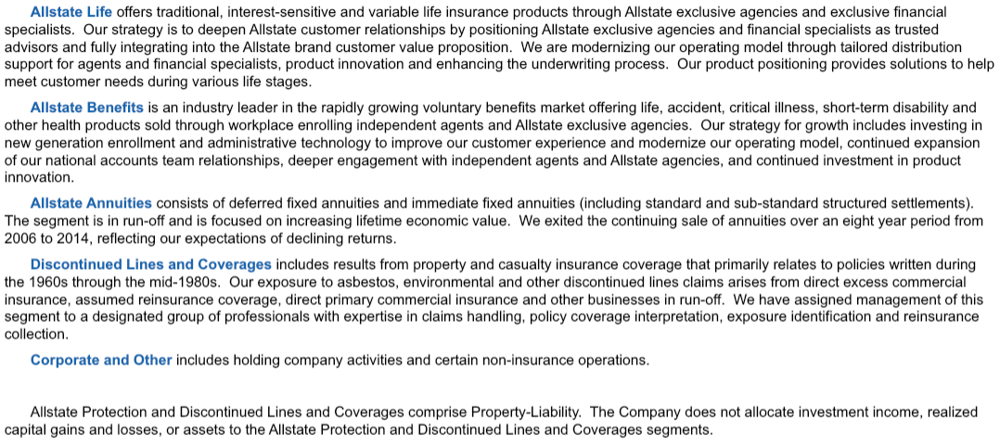 Allstate Life offers traditional, interest-sensitive and variable life insurance products through Allstate exclusive agencies and exclusive financial
specialists.  Our strategy is to deepen Allstate customer relationships by positioning Allstate exclusive agencies and financial specialists as trusted
advisors and fully integrating into the Allstate brand customer value proposition.  We are modernizing our operating model through tailored distribution
support for agents and financial specialists, product innovation and enhancing the underwriting process.  Our product positioning provides solutions to help
meet customer needs during various life stages.
Allstate Benefits is an industry leader in the rapidly growing voluntary benefits market offering life, accident, critical illness, short-term disability and
other health products sold through workplace enrolling independent agents and Allstate exclusive agencies.  Our strategy for growth includes investing in
new generation enrollment and administrative technology to improve our customer experience and modernize our operating model, continued expansion
of our national accounts team relationships, deeper engagement with independent agents and Allstate agencies, and continued investment in product
innovation.
Allstate Annuities consists of deferred fixed annuities and immediate fixed annuities (including standard and sub-standard structured settlements).
The segment is in run-off and is focused on increasing lifetime economic value.  We exited the continuing sale of annuities over an eight year period from
2006 to 2014, reflecting our expectations of declining returns.
Discontinued Lines and Coverages includes results from property and casualty insurance coverage that primarily relates to policies written during
the 1960s through the mid-1980s.  Our exposure to asbestos, environmental and other discontinued lines claims arises from direct excess commercial
insurance, assumed reinsurance coverage, direct primary commercial insurance and other businesses in run-off.  We have assigned management of this
segment to a designated group of professionals with expertise in claims handling, policy coverage interpretation, exposure identification and reinsurance
collection.
Corporate and Other includes holding company activities and certain non-insurance operations.
Allstate Protection and Discontinued Lines and Coverages comprise Property-Liability.  The Company does not allocate investment income, realized
capital gains and losses, or assets to the Allstate Protection and Discontinued Lines and Coverages segments.